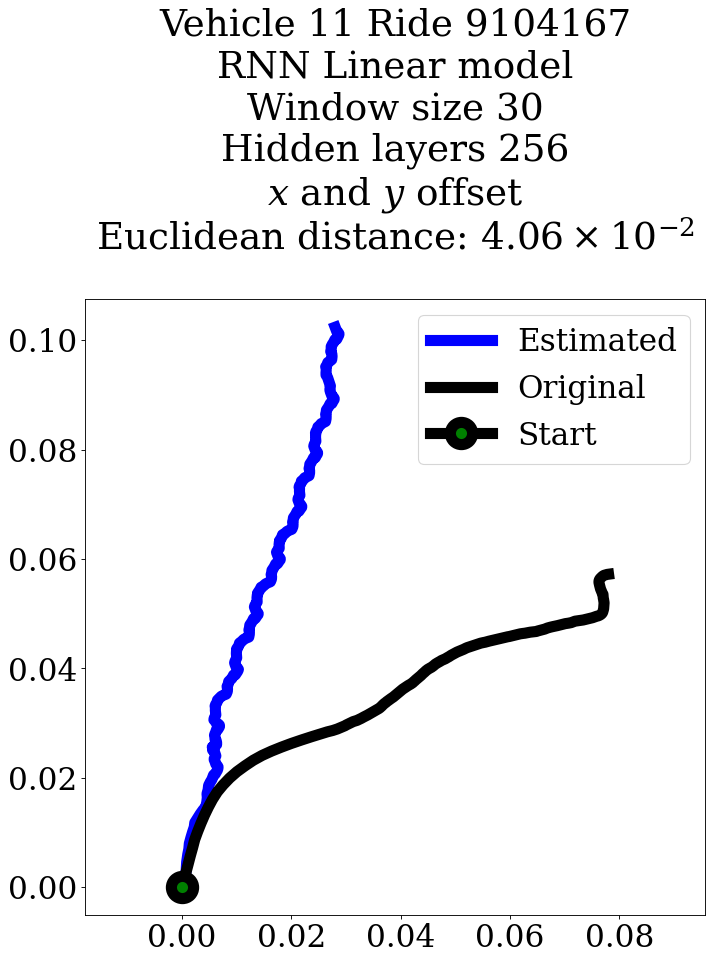 Vehicle 11 Ride 9104167
RNN Linear model
Window size 30
Hidden layers 256
x and y offset
Euclidean distance: 4.06 × 10⁻²
Estimated
Original
Start
0.10
0.08
0.06
0.04
0.02
0.00
0.00 0.02 0.04 0.06 0.08